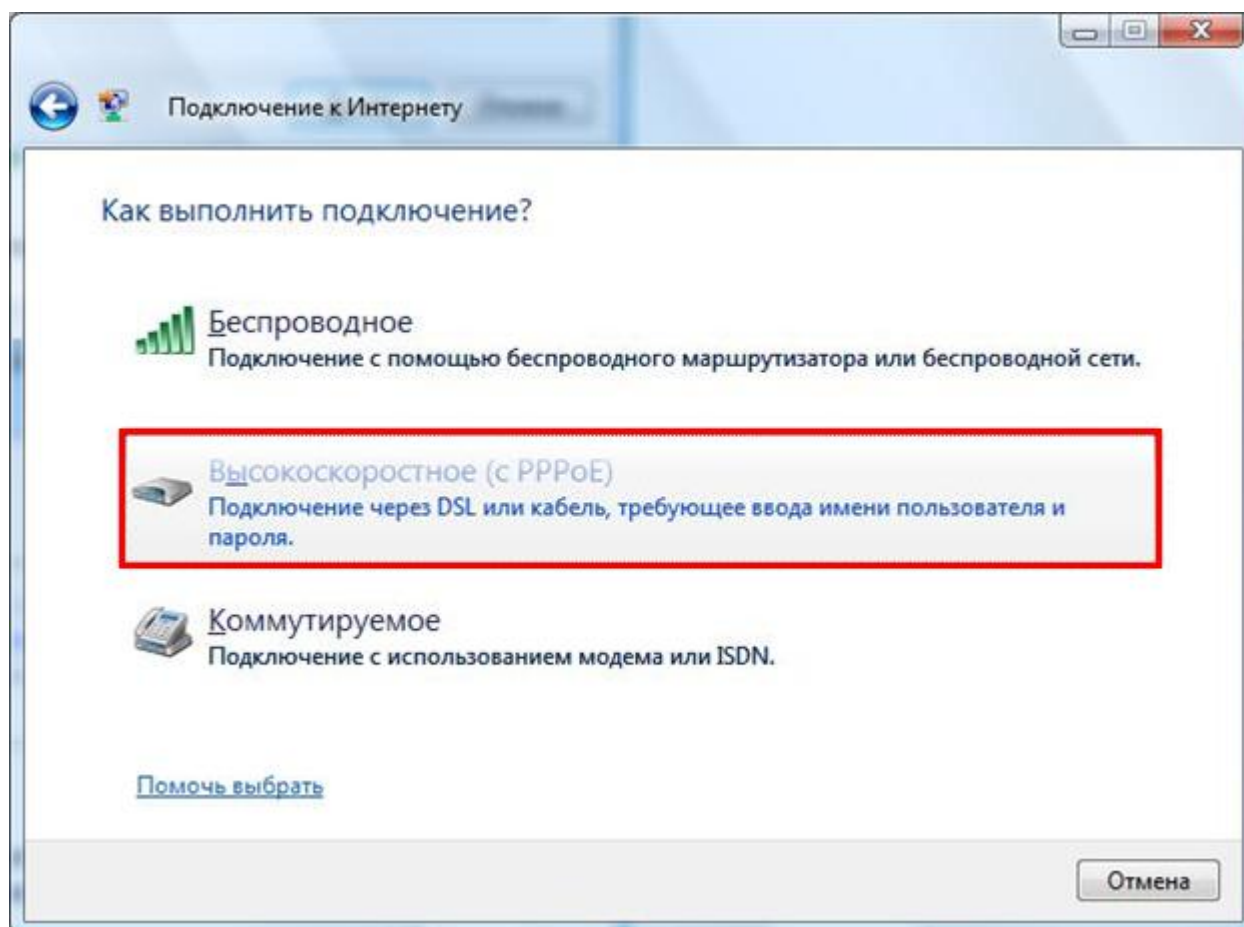 Подключение к Интернету
Как выполнить подключение?
Беспроводное
Подключение с помощью беспроводного маршрутизатора или беспроводной сети.
Высокоскоростное (с PPPoE)
Подключение через DSL или кабель, требующее ввода имени пользователя и
пароля.
Коммутируемое
Подключение с использованием модема или ISDN.
Помочь выбрать
Отмена